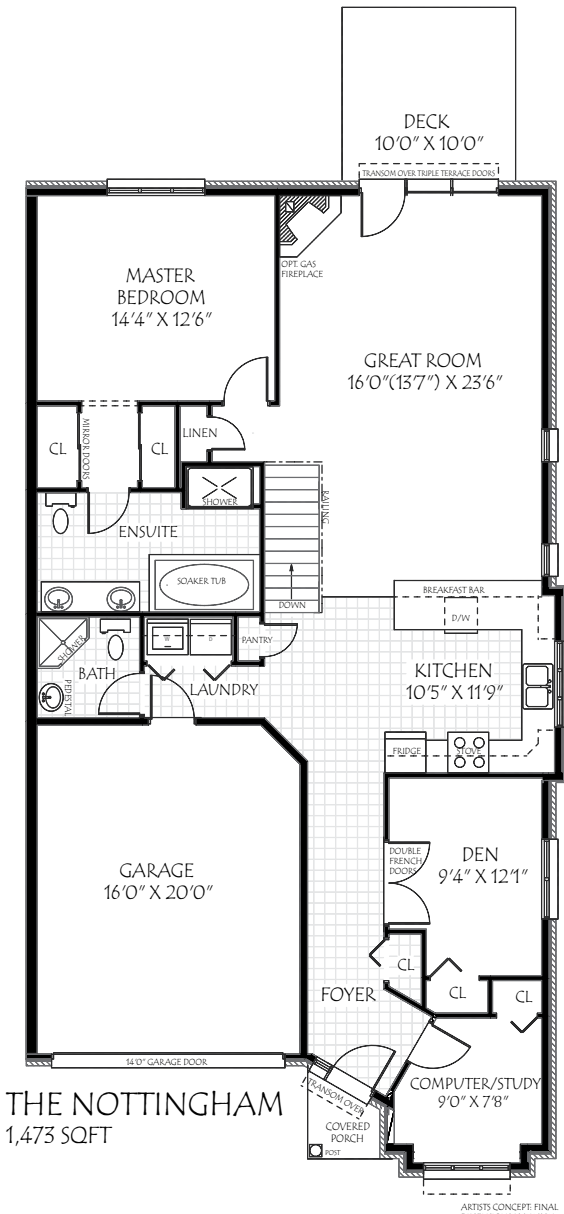 DECK
10'0" X 10'0"
TRANSOM OVER TRIPLE TERRACE DOORS
OPT. GAS
FIREPLACE
MASTER
BEDROOM
14'4" X 12'6"
GREAT ROOM
16'0"(13'7") X 23'6"
CL
MIRROR DOORS
CL
LINEN
SHOWER
RAILING
ENSUITE
SOAKER TUB
DOWN
BREAKFAST BAR
D/W
PANTRY
SHOWER
BATH
PEDESTAL
LAUNDRY
KITCHEN
10'5" X 11'9"
FRIDGE
STOVE
DOUBLE
FRENCH
DOORS
DEN
9'4" X 12'1"
GARAGE
16'0" X 20'0"
CL
CL
CL
FOYER
14'0" GARAGE DOOR
TRANSOM OVER
COMPUTER/STUDY
9'0" X 7'8"
COVERED
PORCH
POST
THE NOTTINGHAM
1,473 SQFT
ARTISTS CONCEPT: FINAL